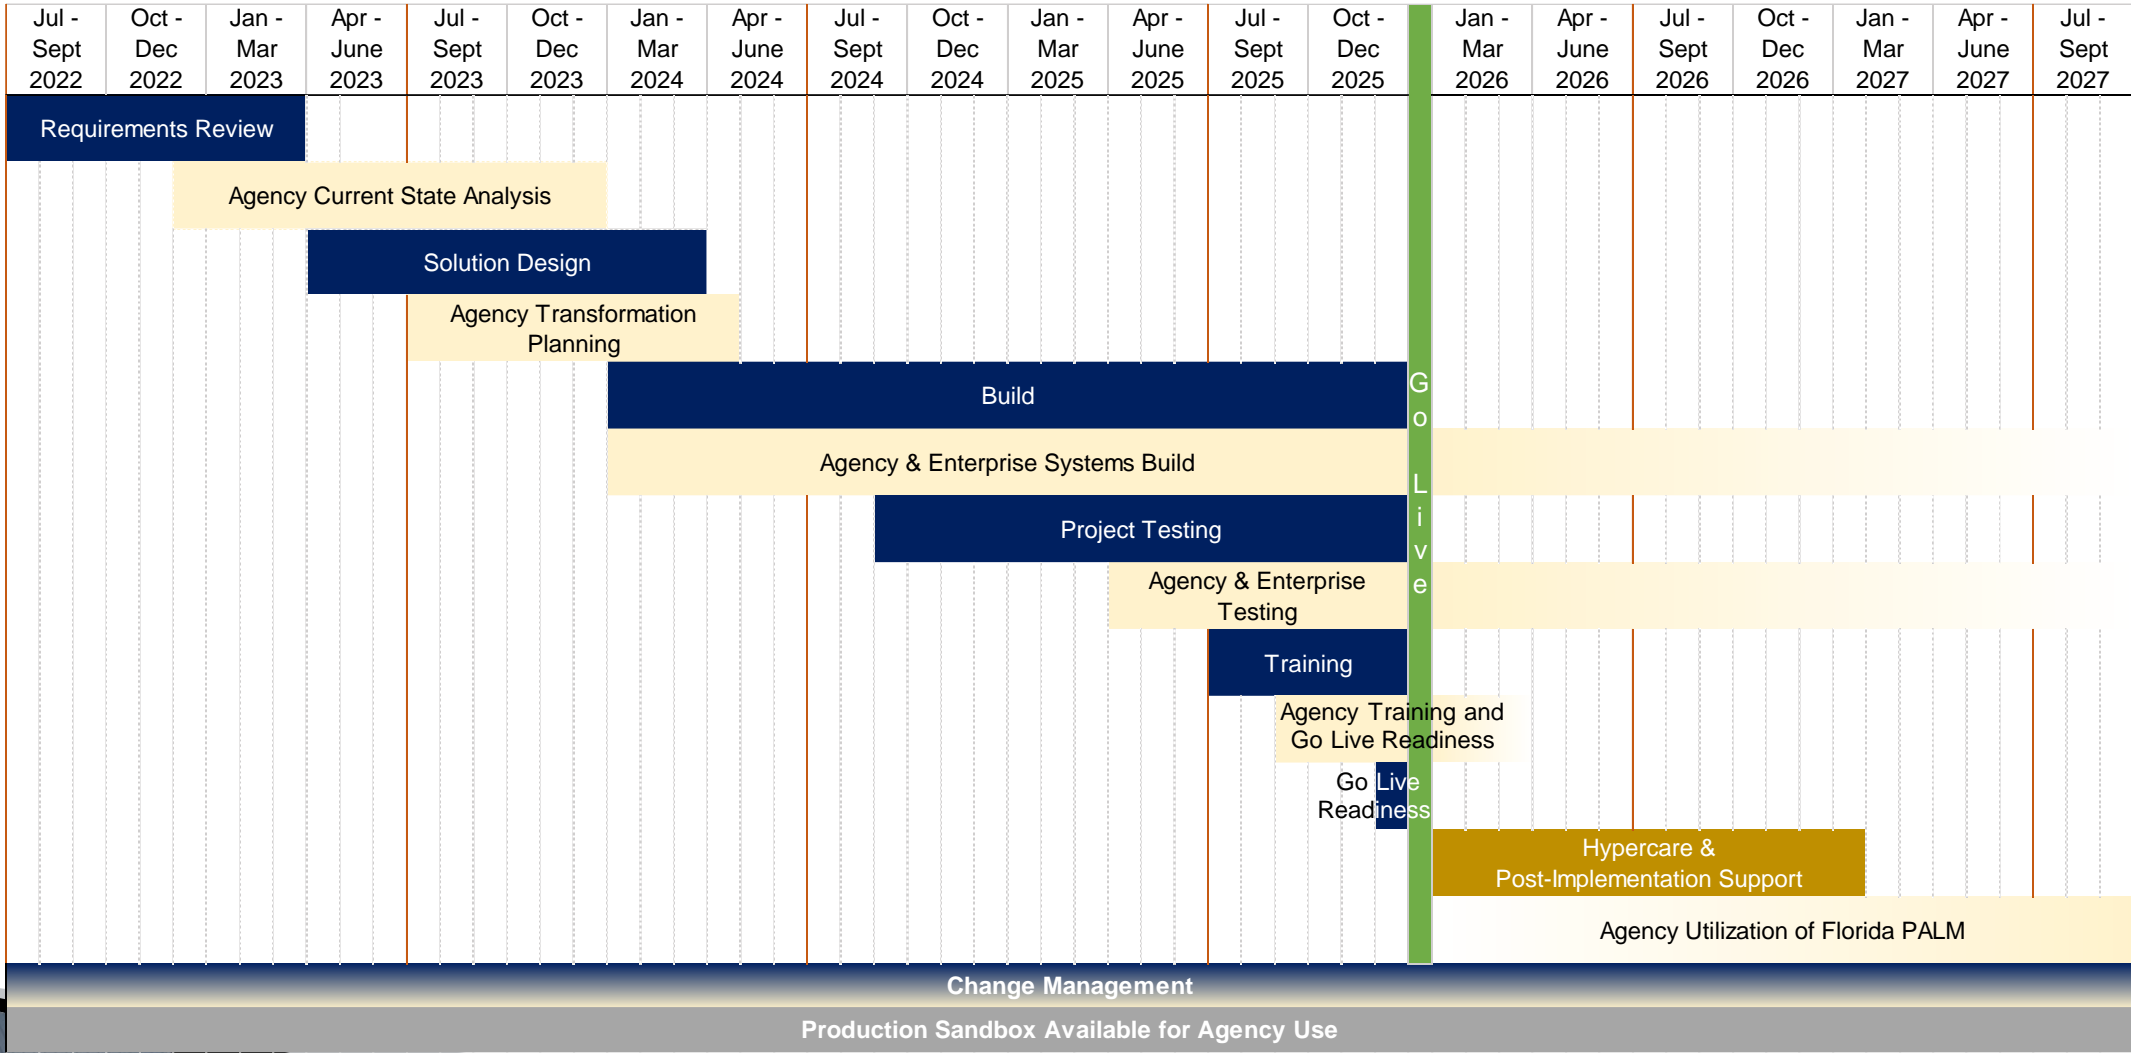 Jul - Oct - Jan - Apr - Jul - Oct - Jan - Apr - Jul - Oct - Jan - Apr - Jul - Oct - Jan - Apr - Jul - Oct - Jan - Apr - Jul -
Sept Dec Mar June Sept Dec Mar June Sept Dec Mar June Sept Dec Mar June Sept Dec Mar June Sept
2022 2022 2023 2023 2023 2023 2024 2024 2024 2024 2025 2025 2025 2025 2026 2026 2026 2026 2027 2027 2027
Requirements Review
Agency Current State Analysis
Solution Design
Agency Transformation
Planning
Build
Go Live
Agency & Enterprise Systems Build
Project Testing
Agency & Enterprise
Testing
Training
Agency Training and
Go Live Readiness
Go Live
Readiness
Hypercare &
Post-Implementation Support
Agency Utilization of Florida PALM
Change Management
Production Sandbox Available for Agency Use